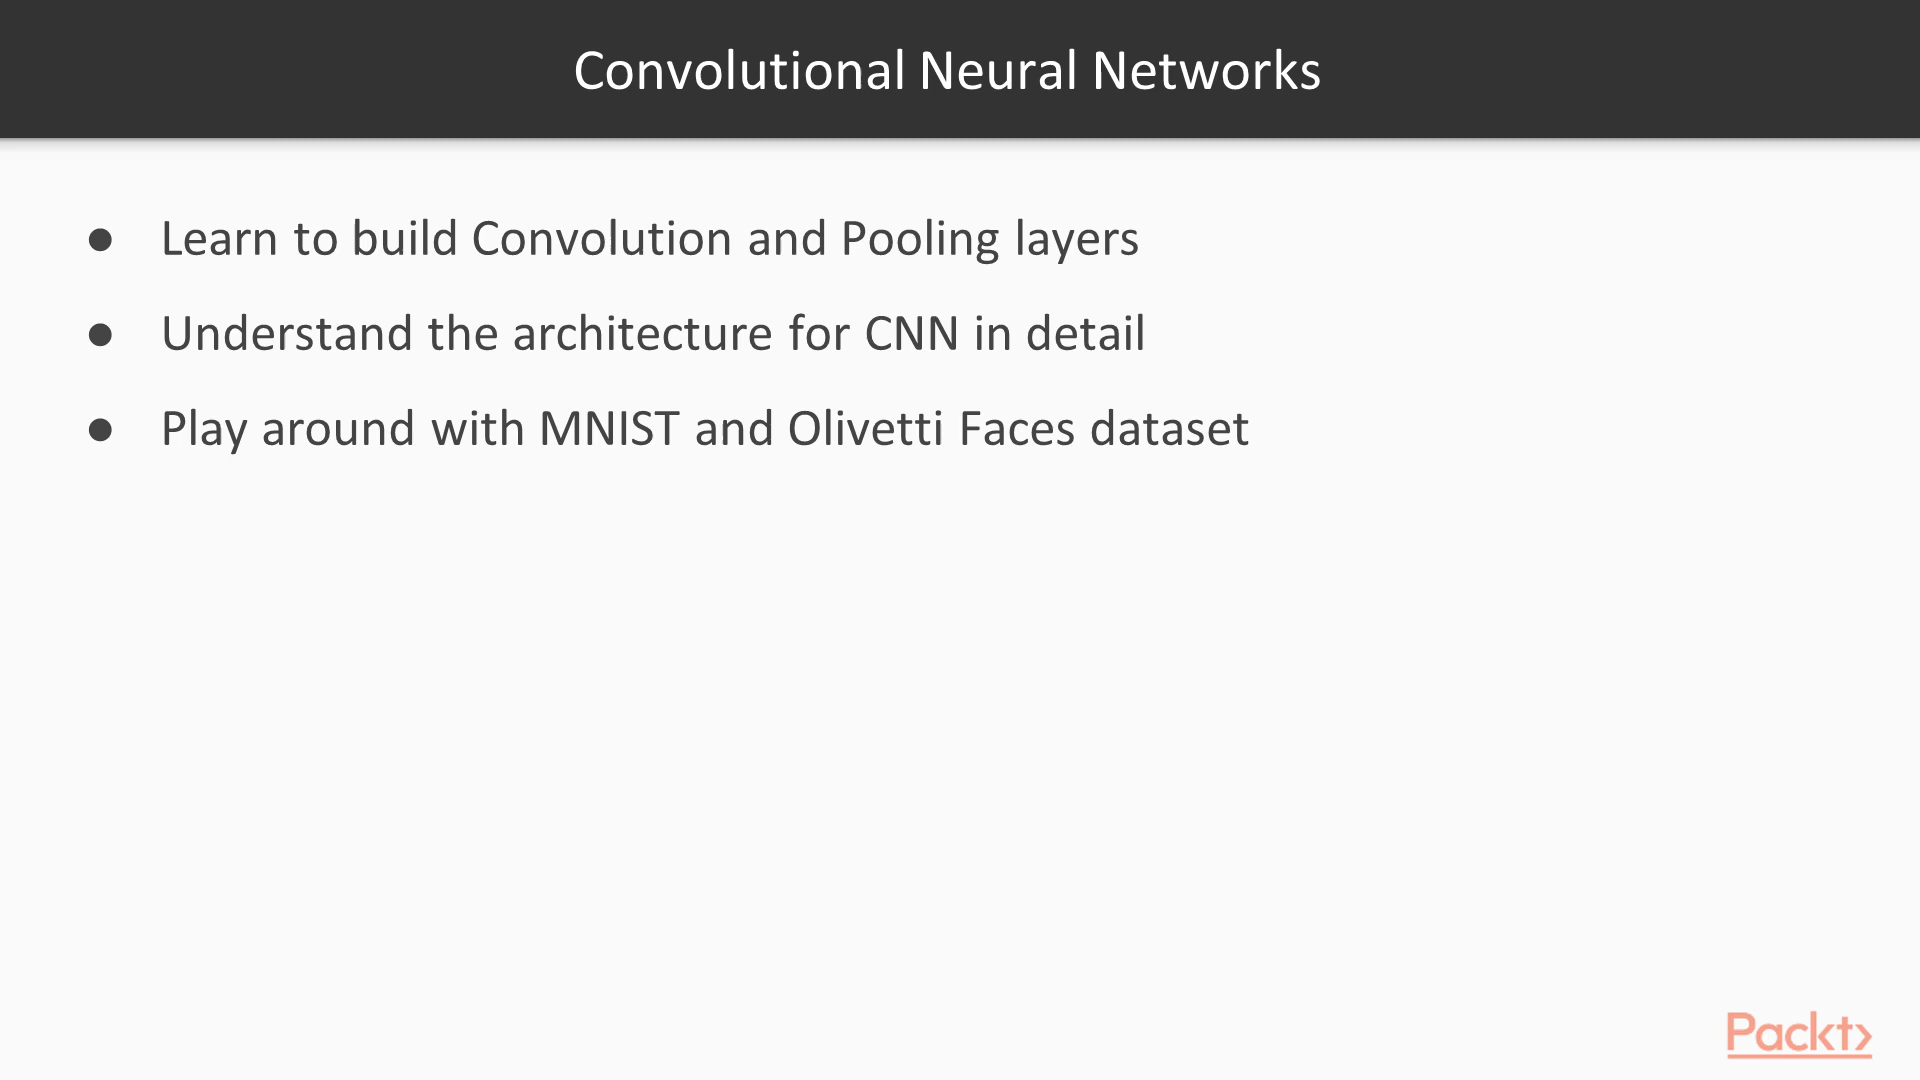 Convolutional Neural Networks
● Learn to build Convolution and Pooling layers
● Understand the architecture for CNN in detail
● Play around with MNIST and Olivetti Faces dataset
Packt>